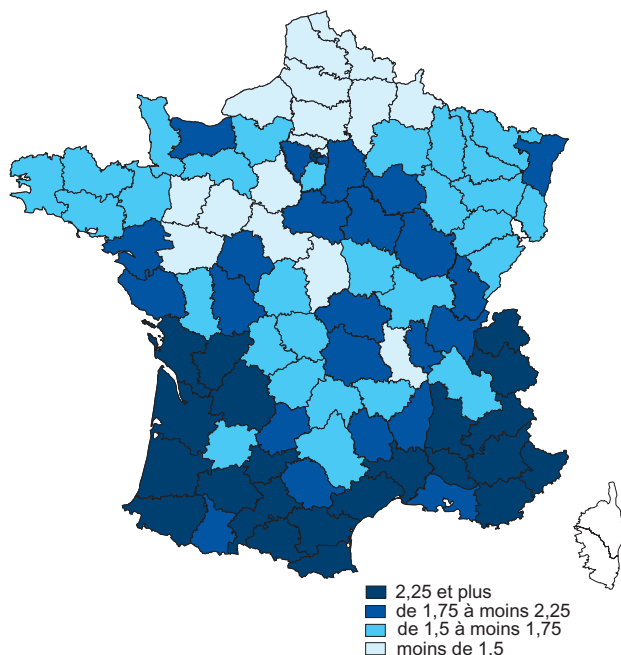 2,25 et plus
de 1,75 à moins 2,25
de 1,5 à moins 1,75
moins de 1.5